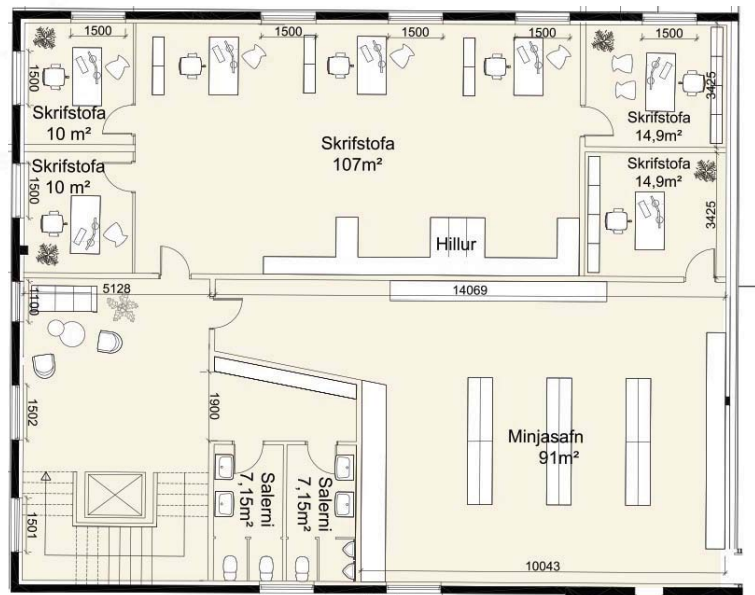 1500
1500
1500
1500
1500
1500
Skrifstofa
10 m²
Skrifstofa
107m²
Skrifstofa
14,9m²
3425
Skrifstofa
10 m²
1500
Skrifstofa
14,9m²
3425
Hillur
5128
14069
1100
1900
1502
Minjasafn
91m²
Salerni
7,15m²
Salerni
7,15m²
1501
10043